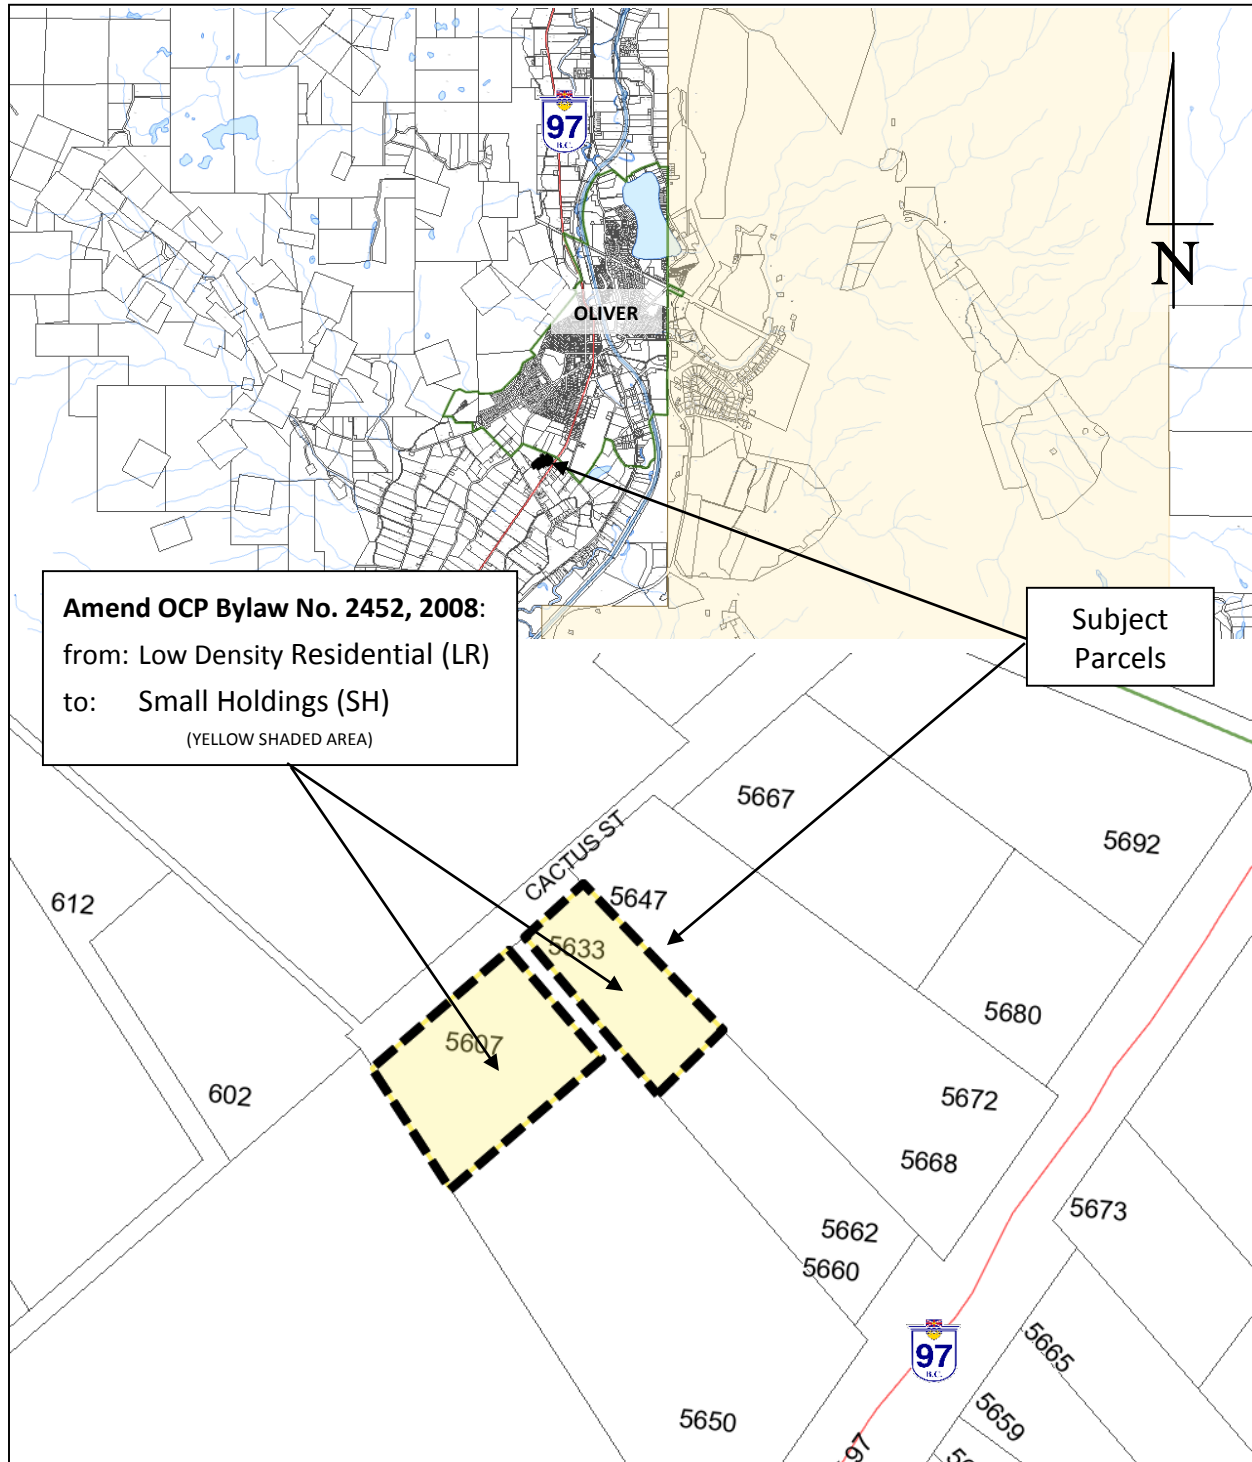 97
B.C.
N
OLIVER
Amend OCP Bylaw No. 2452, 2008:
from: Low Density Residential (LR)
to: Small Holdings (SH)
(YELLOW SHADED AREA)
Subject
Parcels
5667
5692
CACTUS ST
612
5647
5633
5680
5607
602
5672
5668
5673
5662
5660
97
B.C.
5665
5650
5659
97